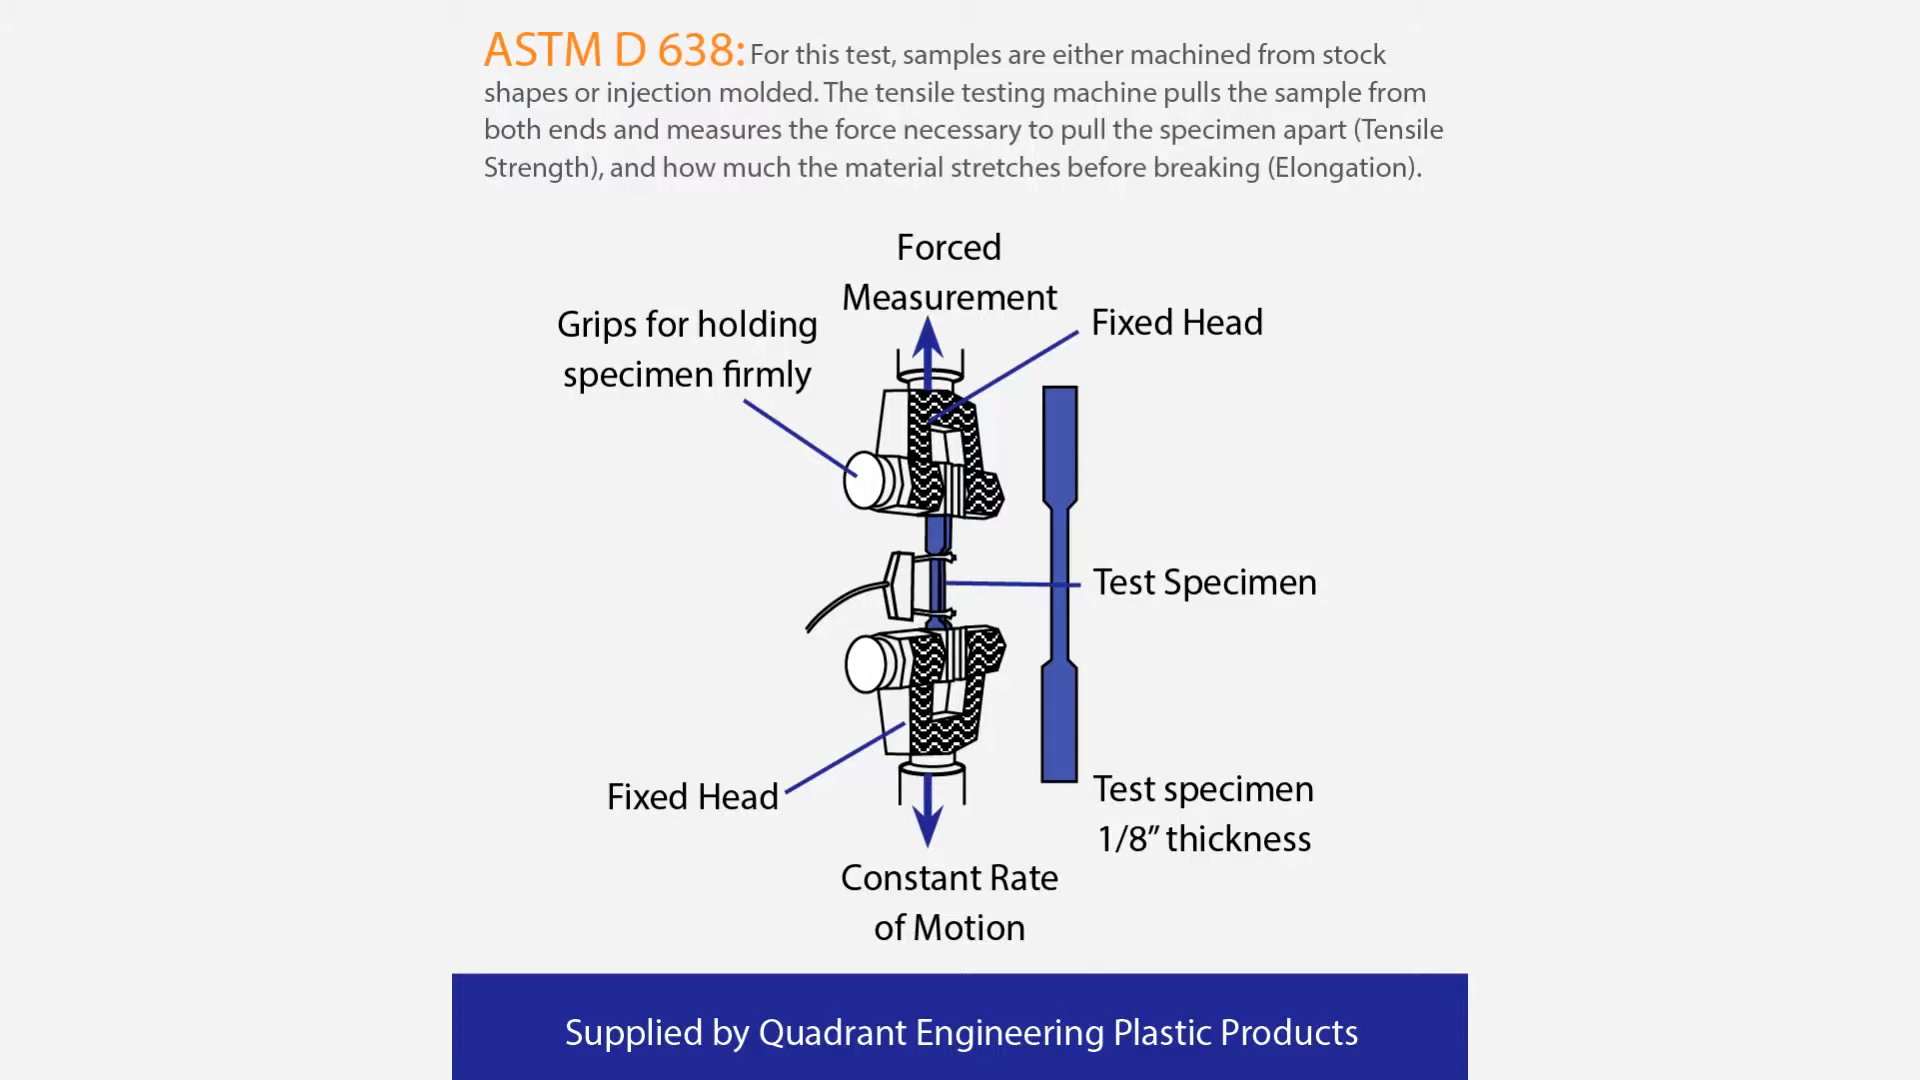 ASTM D 638: For this test, samples are either machined from stock
shapes or injection molded. The tensile testing machine pulls the sample from
both ends and measures the force necessary to pull the specimen apart (Tensile
Strength), and how much the material stretches before breaking (Elongation).
Forced
Measurement
Grips for holding
specimen firmly
Fixed Head
Test Specimen
Fixed Head
Test specimen
1/8” thickness
Constant Rate
of Motion
Supplied by Quadrant Engineering Plastic Products